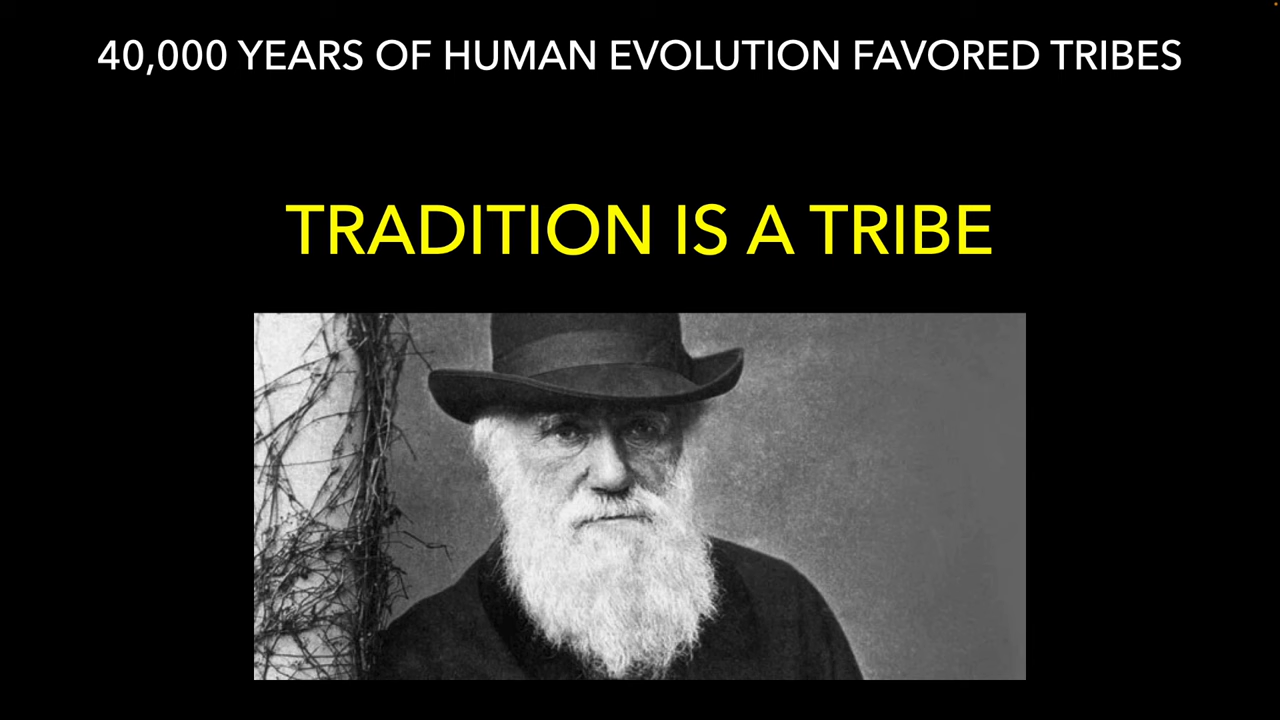 40,000 YEARS OF HUMAN EVOLUTION FAVORED TRIBES
TRADITION IS A TRIBE